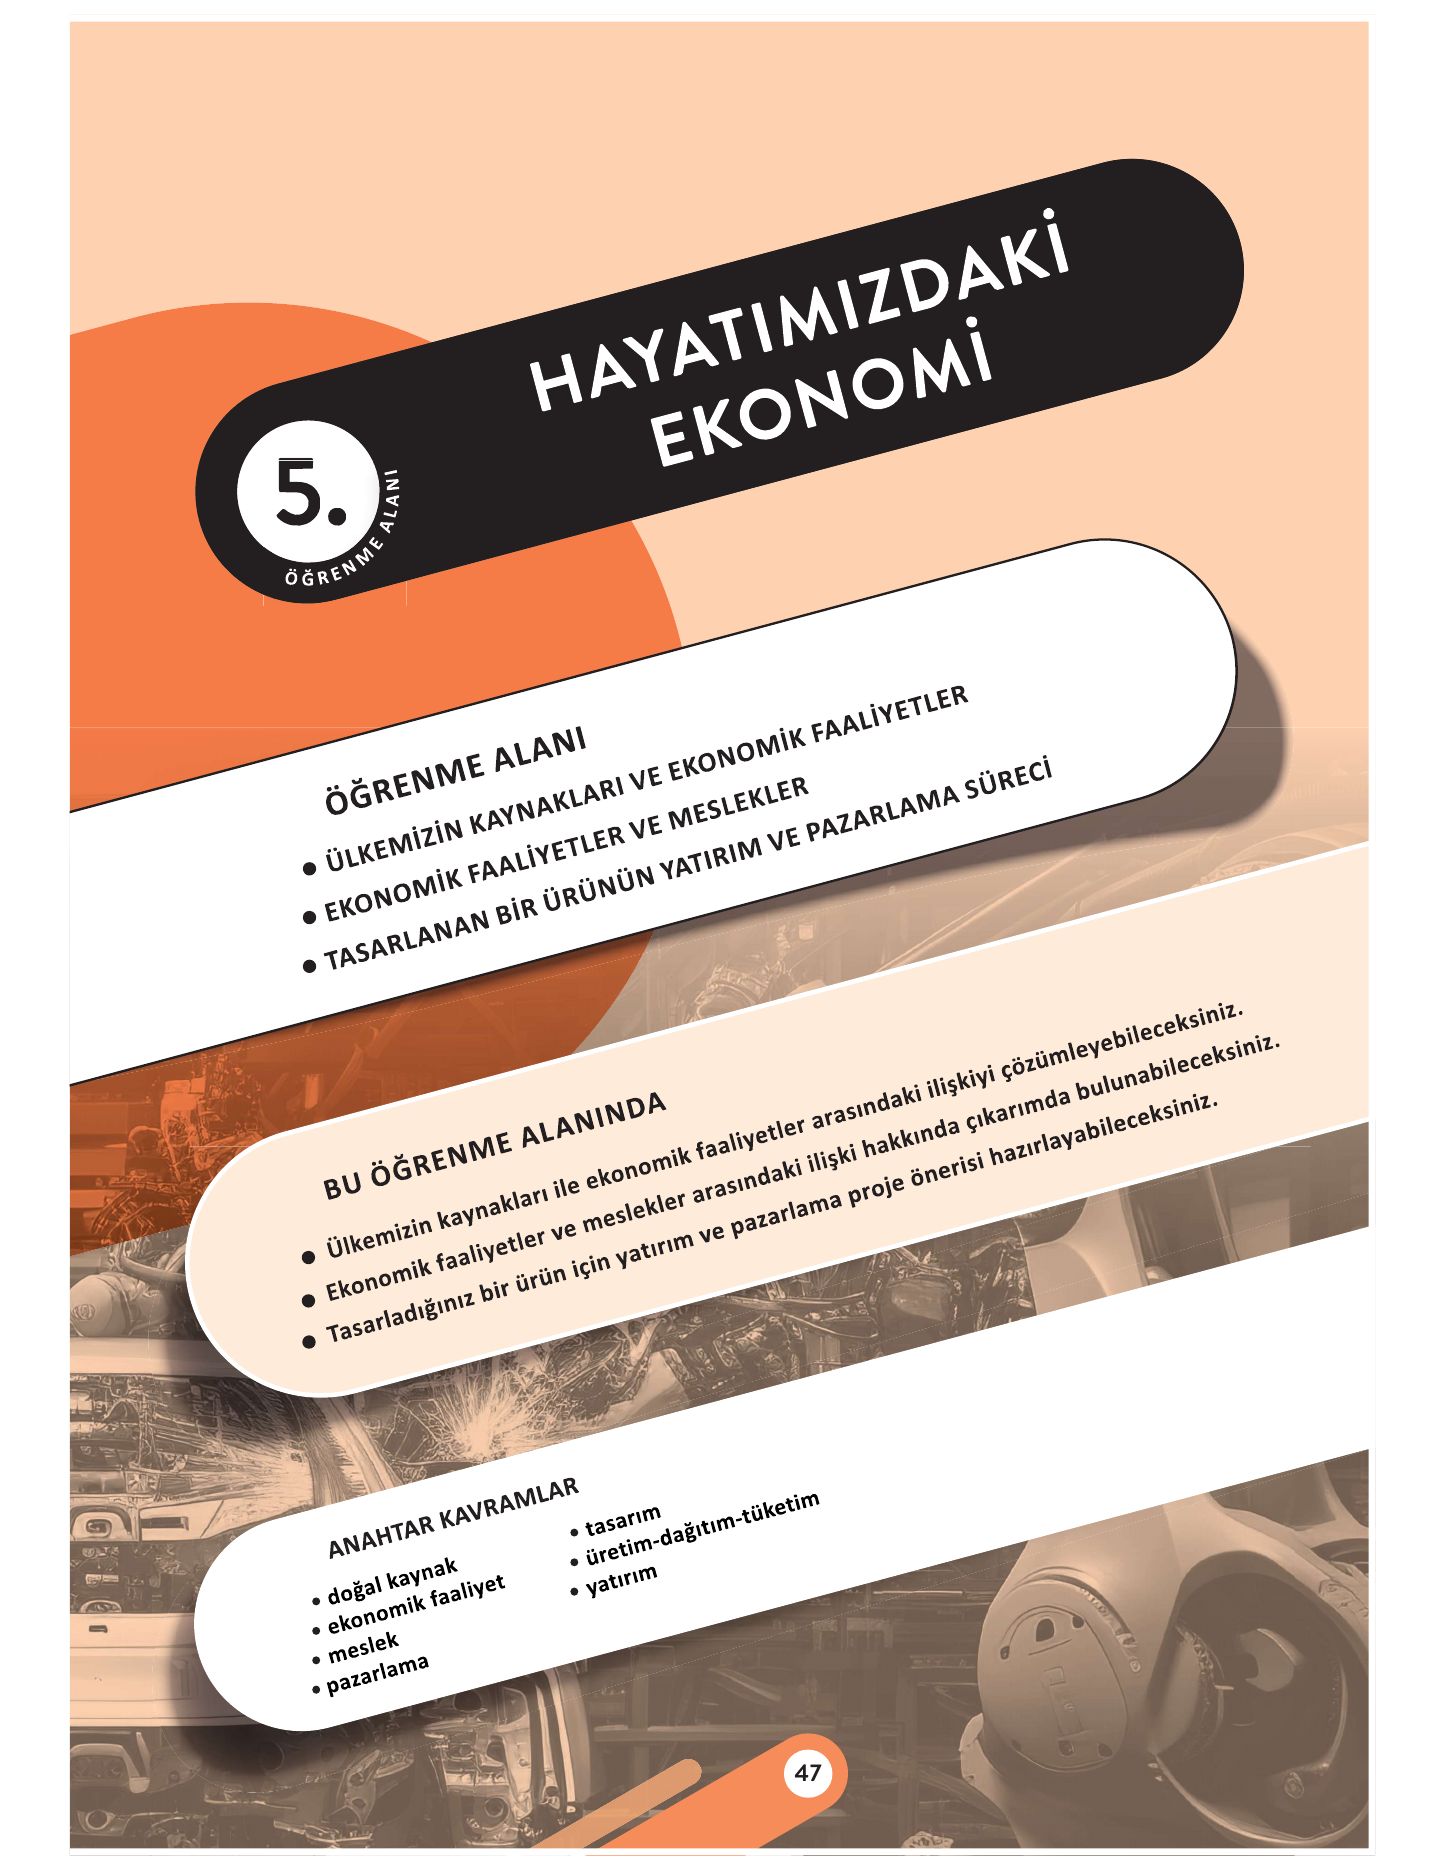 HAYATIMIZDAKİ
EKONOMİ
5.
ÖĞRENME ALANI
ÖĞRENME ALANI
● ÜLKEMİZİN KAYNAKLARI VE EKONOMİK FAALİYETLER
● EKONOMİK FAALİYETLER VE MESLEKLER
● TASARLANAN BİR ÜRÜNÜN YATIRIM VE PAZARLAMA SÜRECİ
BU ÖĞRENME ALANINDA
● Ülkemizin kaynakları ile ekonomik faaliyetler arasındaki ilişkiyi çözümleyebileceksiniz.
● Ekonomik faaliyetler ve meslekler arasındaki ilişki hakkında çıkarımda bulunabileceksiniz.
● Tasarladığınız bir ürün için yatırım ve pazarlama proje önerisi hazırlayabileceksiniz.
ANAHTAR KAVRAMLAR
• doğal kaynak
• ekonomik faaliyet
• meslek
• pazarlama
• tasarım
• üretim-dağıtım-tüketim
• yatırım
47